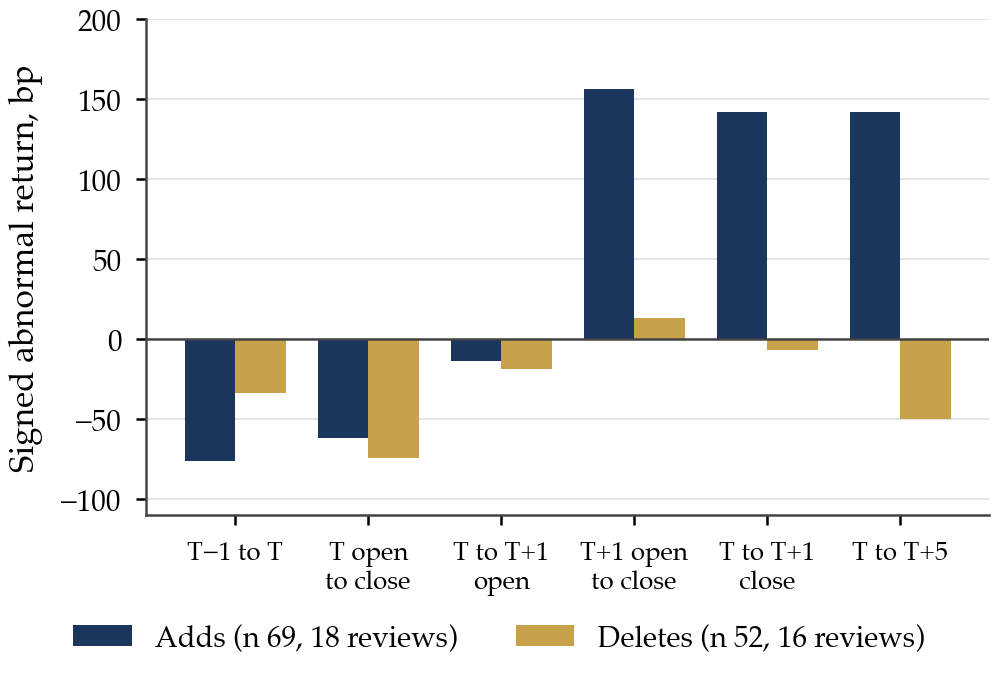 Signed abnormal return, bp
200
150
100
50
0
−50
−100
T−1 to T
T open
to close
T to T+1
open
T+1 open
to close
T to T+1
close
T to T+5
Adds (n 69, 18 reviews)
Deletes (n 52, 16 reviews)